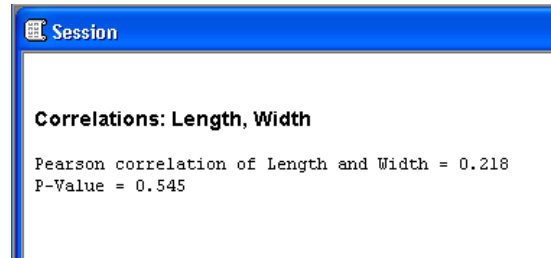 Session
Correlations: Length, Width
Pearson correlation of Length and Width = 0.218
P-Value = 0.545